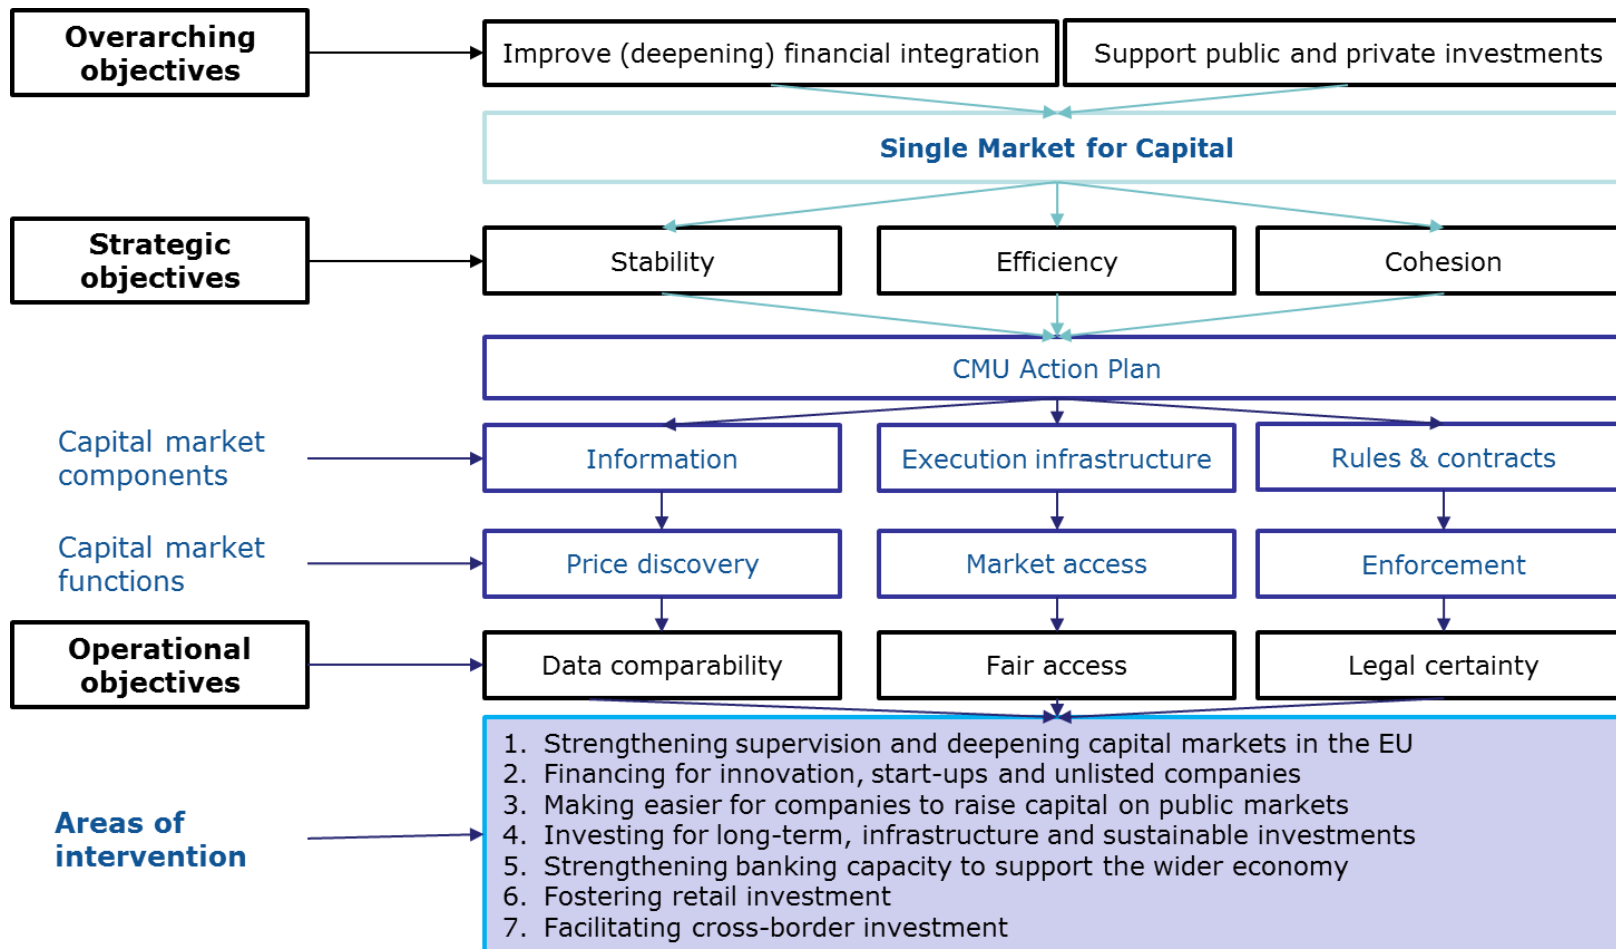 Overarching
objectives
Improve (deepening) financial integration
Support public and private investments
Single Market for Capital
Strategic
objectives
Stability
Efficiency
Cohesion
CMU Action Plan
Capital market
components
Information
Execution infrastructure
Rules & contracts
Capital market
functions
Price discovery
Market access
Enforcement
Operational
objectives
Data comparability
Fair access
Legal certainty
Areas of
intervention
1. Strengthening supervision and deepening capital markets in the EU
2. Financing for innovation, start-ups and unlisted companies
3. Making easier for companies to raise capital on public markets
4. Investing for long-term, infrastructure and sustainable investments
5. Strengthening banking capacity to support the wider economy
6. Fostering retail investment
7. Facilitating cross-border investment